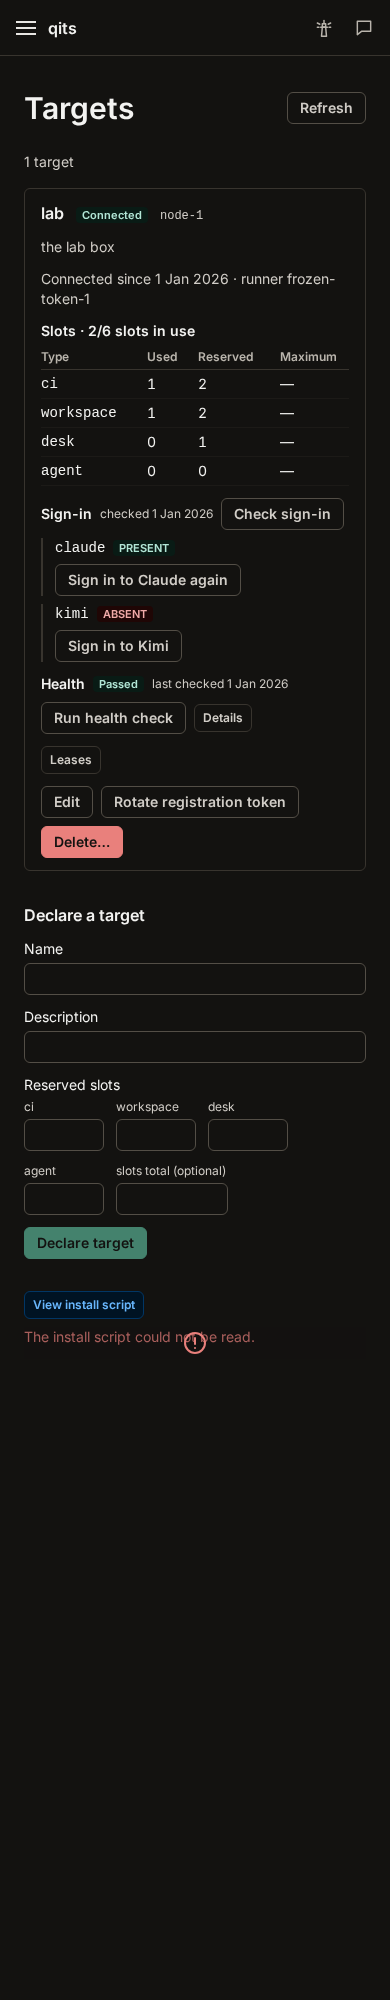 qits
Targets
Refresh
1 target
lab Connected node-1
the lab box
Connected since 1 Jan 2026 · runner frozen-
token-1
Slots · 2/6 slots in use
Type Used Reserved Maximum
ci 1 2 —
workspace 1 2 —
desk 0 1 —
agent 0 0 —
Sign-in checked 1 Jan 2026 Check sign-in
claude PRESENT
Sign in to Claude again
kimi ABSENT
Sign in to Kimi
Health Passed last checked 1 Jan 2026
Run health check Details
Leases
Edit Rotate registration token
Delete...
Declare a target
Name
Description
Reserved slots
ci workspace desk
agent slots total (optional)
Declare target
View install script
The install script could not be read.